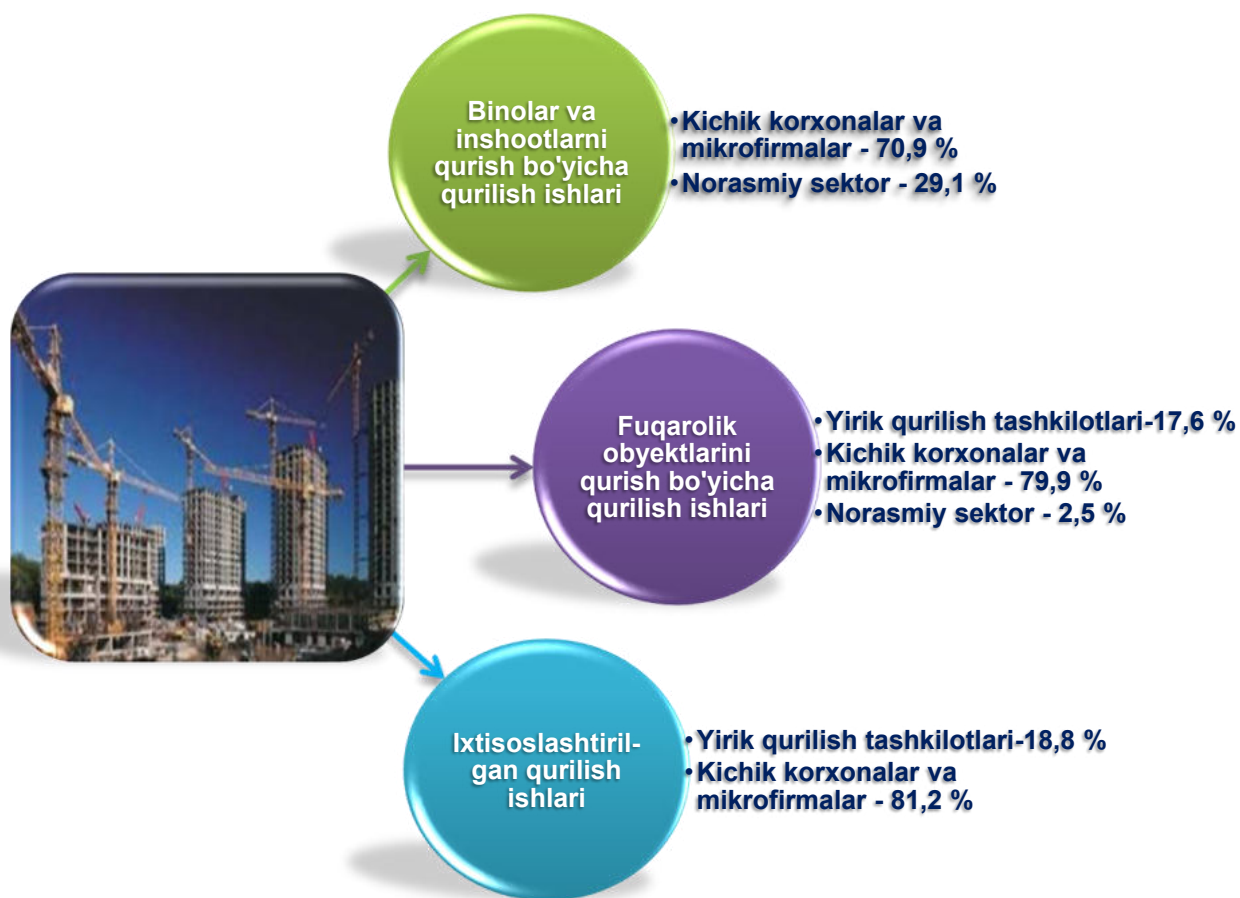 Binolar va
inshootlarni
qurish bo'yicha
qurilish ishlari
•Kichik korxonalar va
mikrofirmalar - 70,9 %
•Norasmiy sektor - 29,1 %
Fuqarolik
obyektlarini
qurish bo'yicha
qurilish ishlari
•Yirik qurilish tashkilotlari-17,6 %
•Kichik korxonalar va
mikrofirmalar - 79,9 %
•Norasmiy sektor - 2,5 %
Ixtisoslashtiril-
gan qurilish
ishlari
•Yirik qurilish tashkilotlari-18,8 %
•Kichik korxonalar va
mikrofirmalar - 81,2 %